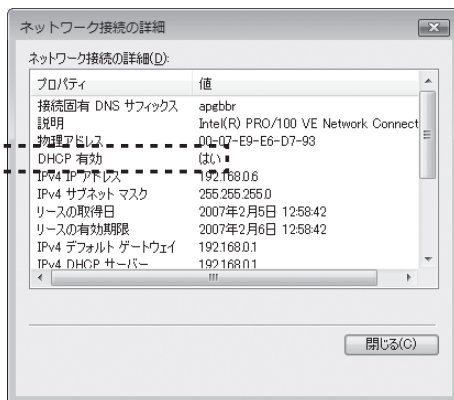 ネットワーク接続の詳細
ネットワーク接続の詳細(D):
プロパティ 値
接続固有 DNS サフィックス apgbbr
説明 Intel(R) PRO/100 VE Network Connect
物理アドレス 00-07-E9-E6-D7-93
DHCP 有効 はい
IPv4 IP アドレス 192.168.0.6
IPv4 サブネット マスク 255.255.255.0
リースの取得日 2007年2月5日 12:58:42
リースの有効期限 2007年2月6日 12:58:42
IPv4 デフォルト ゲートウェイ 192.168.0.1
IPv4 DHCP サーバー 192.168.0.1
閉じる(C)